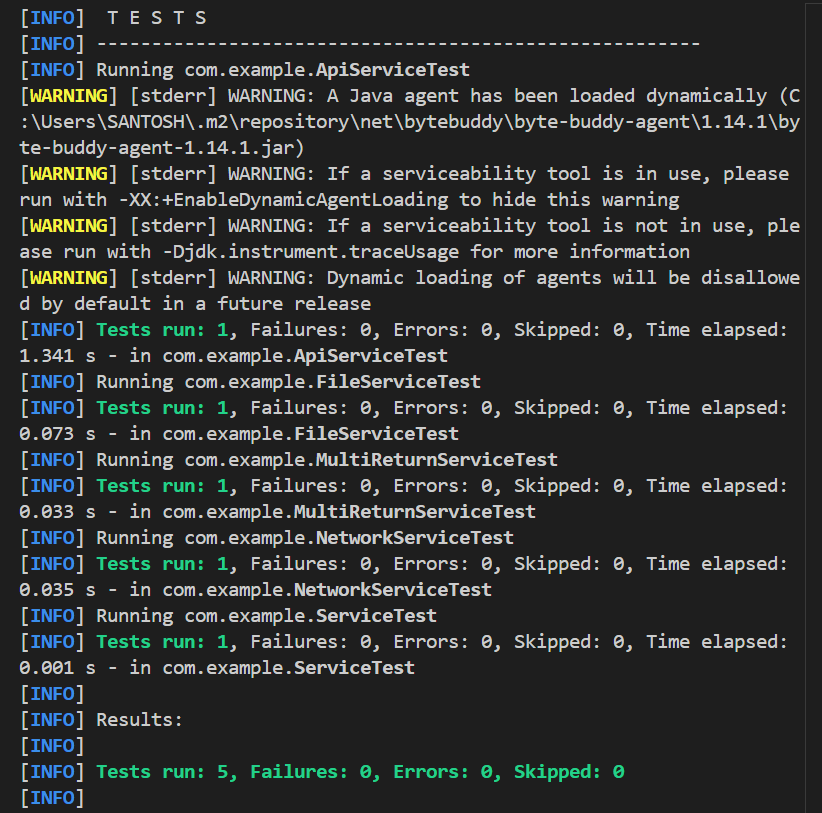 [INFO]  T E S T S
[INFO] -------------------------------------------------------
[INFO] Running com.example.ApiServiceTest
[WARNING] [stderr] WARNING: A Java agent has been loaded dynamically (C
:\Users\SANTOSH\.m2\repository\net\bytebuddy\byte-buddy-agent\1.14.1\by
te-buddy-agent-1.14.1.jar)
[WARNING] [stderr] WARNING: If a serviceability tool is in use, please 
run with -XX:+EnableDynamicAgentLoading to hide this warning
[WARNING] [stderr] WARNING: If a serviceability tool is not in use, ple
ase run with -Djdk.instrument.traceUsage for more information
[WARNING] [stderr] WARNING: Dynamic loading of agents will be disallowe
d by default in a future release
[INFO] Tests run: 1, Failures: 0, Errors: 0, Skipped: 0, Time elapsed: 
1.341 s - in com.example.ApiServiceTest
[INFO] Running com.example.FileServiceTest
[INFO] Tests run: 1, Failures: 0, Errors: 0, Skipped: 0, Time elapsed: 
0.073 s - in com.example.FileServiceTest
[INFO] Running com.example.MultiReturnServiceTest
[INFO] Tests run: 1, Failures: 0, Errors: 0, Skipped: 0, Time elapsed: 
0.033 s - in com.example.MultiReturnServiceTest
[INFO] Running com.example.NetworkServiceTest
[INFO] Tests run: 1, Failures: 0, Errors: 0, Skipped: 0, Time elapsed: 
0.035 s - in com.example.NetworkServiceTest
[INFO] Running com.example.ServiceTest
[INFO] Tests run: 1, Failures: 0, Errors: 0, Skipped: 0, Time elapsed: 
0.001 s - in com.example.ServiceTest
[INFO]
[INFO] Results:
[INFO]
[INFO] Tests run: 5, Failures: 0, Errors: 0, Skipped: 0
[INFO]